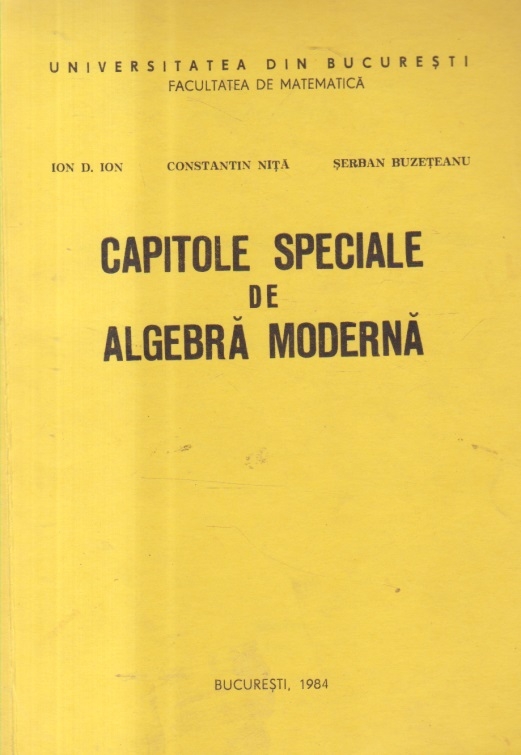 UNIVERSITATEA DIN BUCUREȘTI
FACULTATEA DE MATEMATICĂ
ION D. ION CONSTANTIN NIȚĂ ȘERBAN BUZEȚEANU
CAPITOLE SPECIALE
DE
ALGEBRĂ MODERNĂ
BUCUREȘTI, 1984